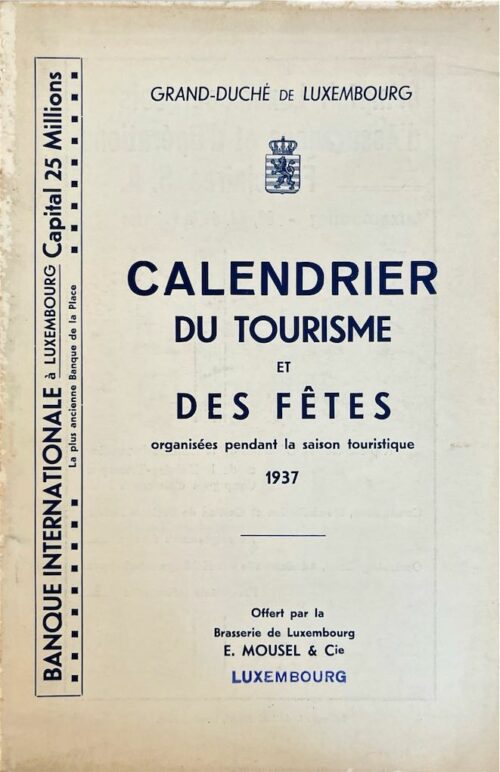 GRAND-DUCHÉ DE LUXEMBOURG
CALENDRIER
DU TOURISME
ET
DES FÊTES
organisées pendant la saison touristique
1937
Offert par la
Brasserie de Luxembourg
E. MOUSEL & Cie
LUXEMBOURG
BANQUE INTERNATIONALE à LUXEMBOURG Capital 25 Millions
La plus ancienne Banque de la Place